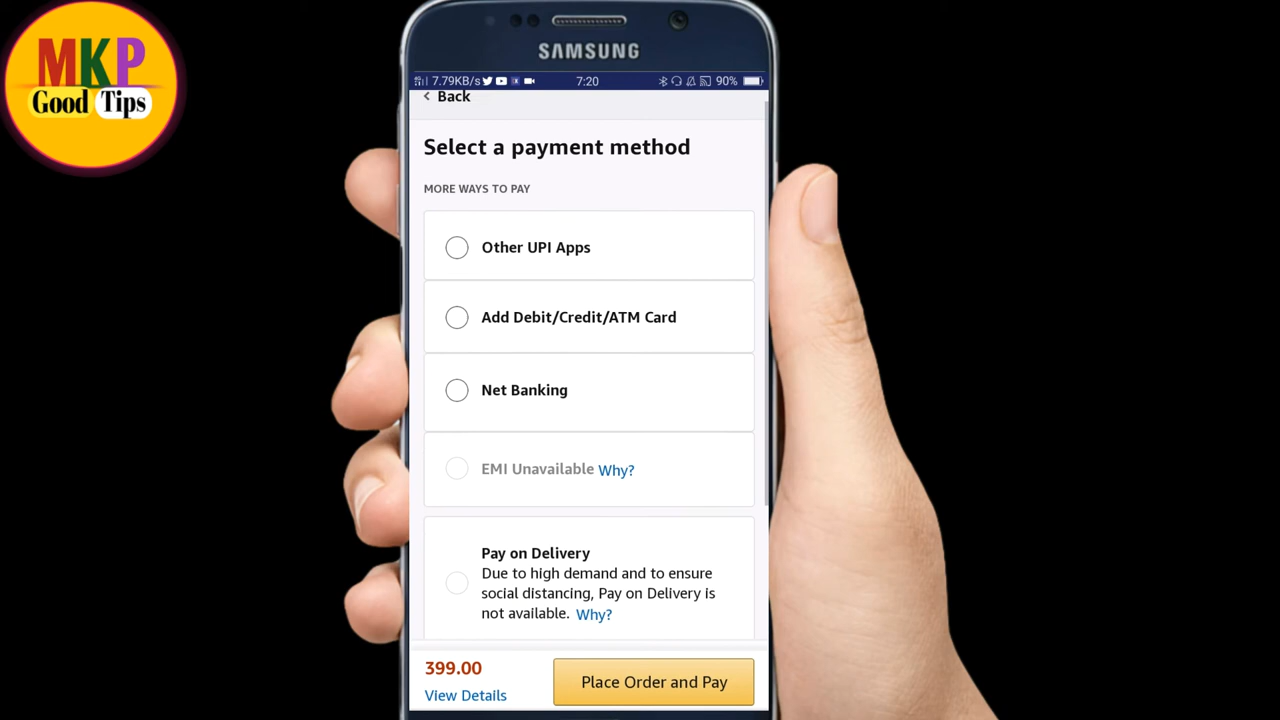 MKP
Good Tips
SAMSUNG
7.79KB/s
7:20
90%
Back
Select a payment method
MORE WAYS TO PAY
Other UPI Apps
Add Debit/Credit/ATM Card
Net Banking
EMI Unavailable Why?
Pay on Delivery
Due to high demand and to ensure
social distancing, Pay on Delivery is
not available. Why?
399.00
Place Order and Pay
View Details